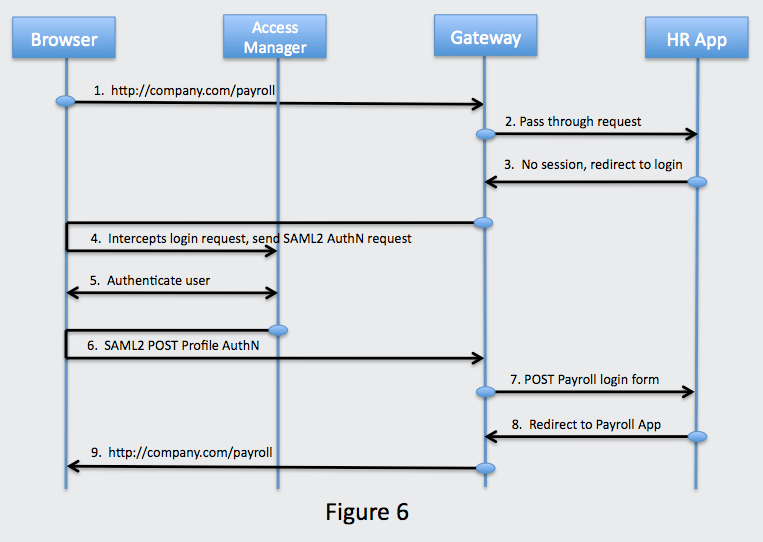 Browser
Access
Manager
Gateway
HR App
1. http://company.com/payroll
2. Pass through request
3. No session, redirect to login
4. Intercepts login request, send SAML2 AuthN request
5. Authenticate user
6. SAML2 POST Profile AuthN
7. POST Payroll login form
8. Redirect to Payroll App
9. http://company.com/payroll
Figure 6